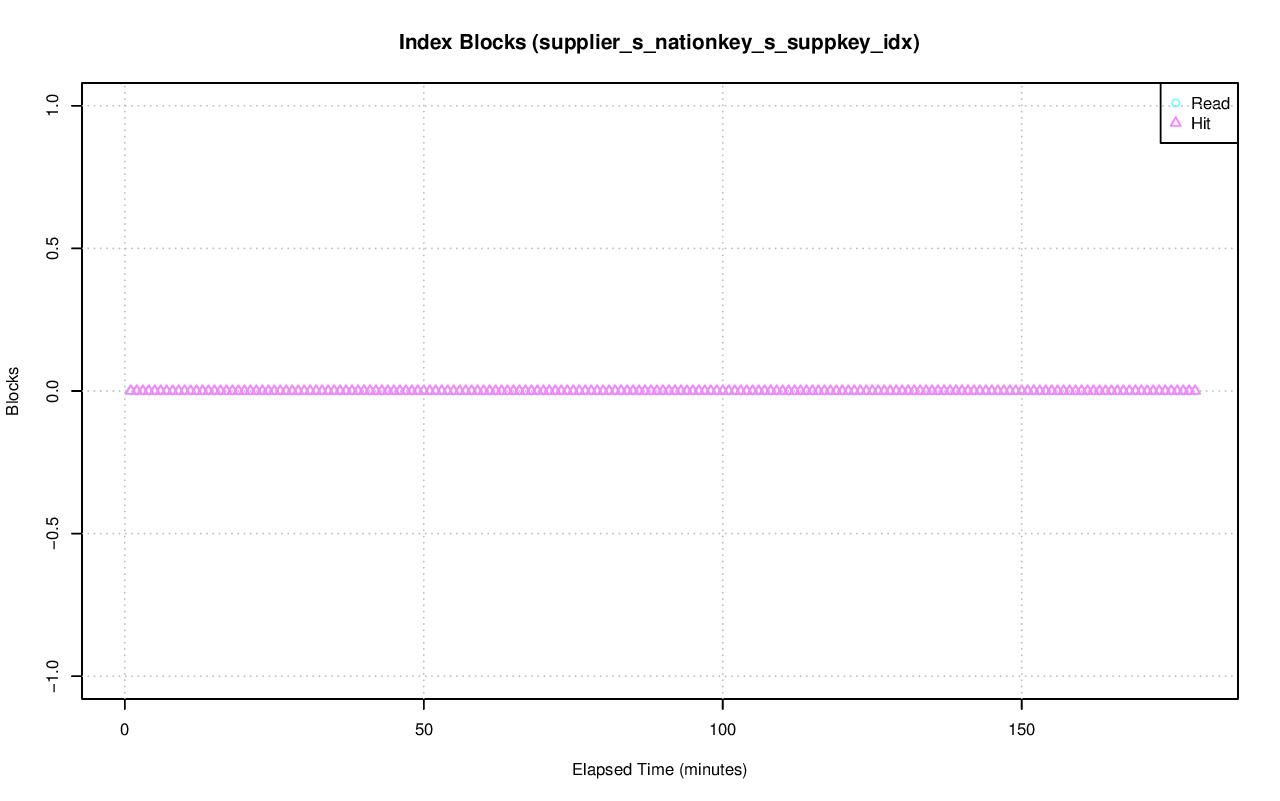 Index Blocks (supplier_s_nationkey_s_suppkey_idx)
Read
Hit
1.0
0.5
0.0
−0.5
−1.0
Blocks
0 50 100 150
Elapsed Time (minutes)